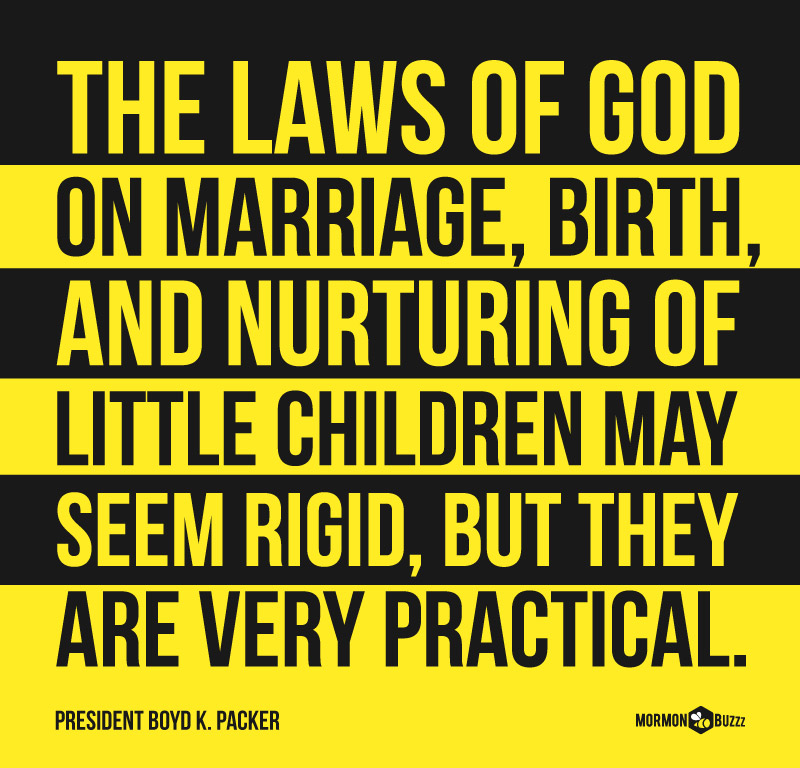 THE LAWS OF GOD
ON MARRIAGE, BIRTH,
AND NURTURING OF
LITTLE CHILDREN MAY
SEEM RIGID, BUT THEY
ARE VERY PRACTICAL.
PRESIDENT BOYD K. PACKER
MORMON BUZZZ